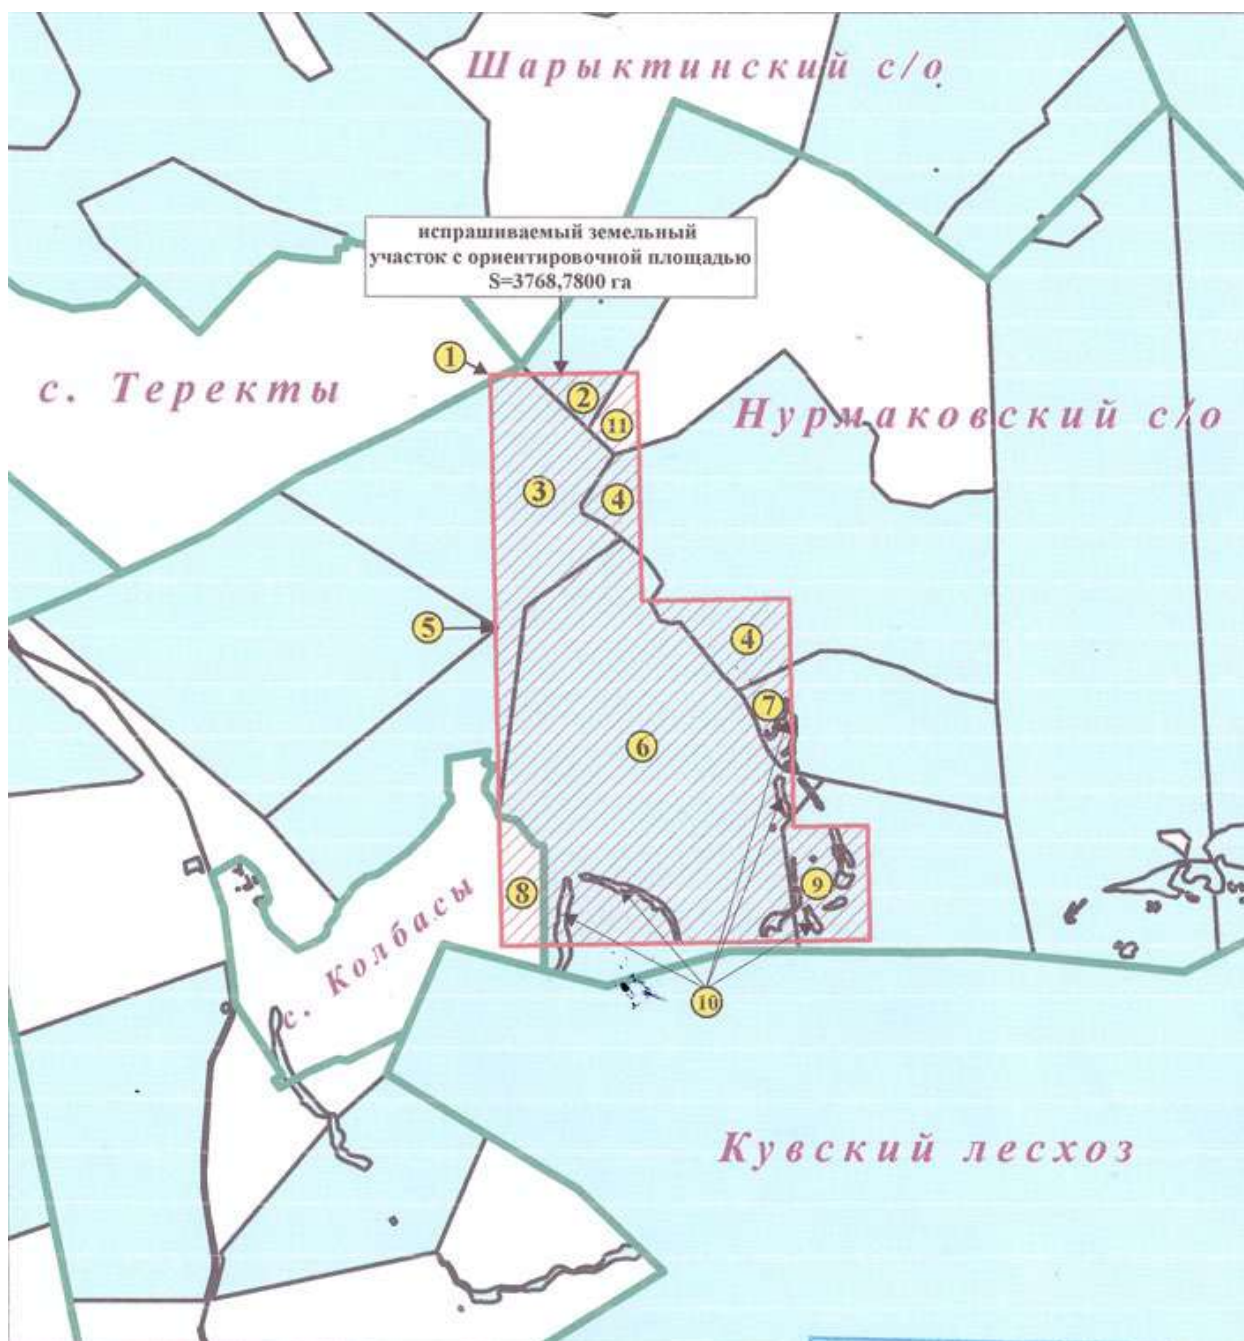 Шарыктинский с/о
испрашиваемый земельный
участок с ориентировочной площадью
S=3768,7800 га
1
с. Теректы
2
11
Нурмаковский с/о
3
4
5
4
7
6
8
9
с. Колбасы
10
Кувский лесхоз